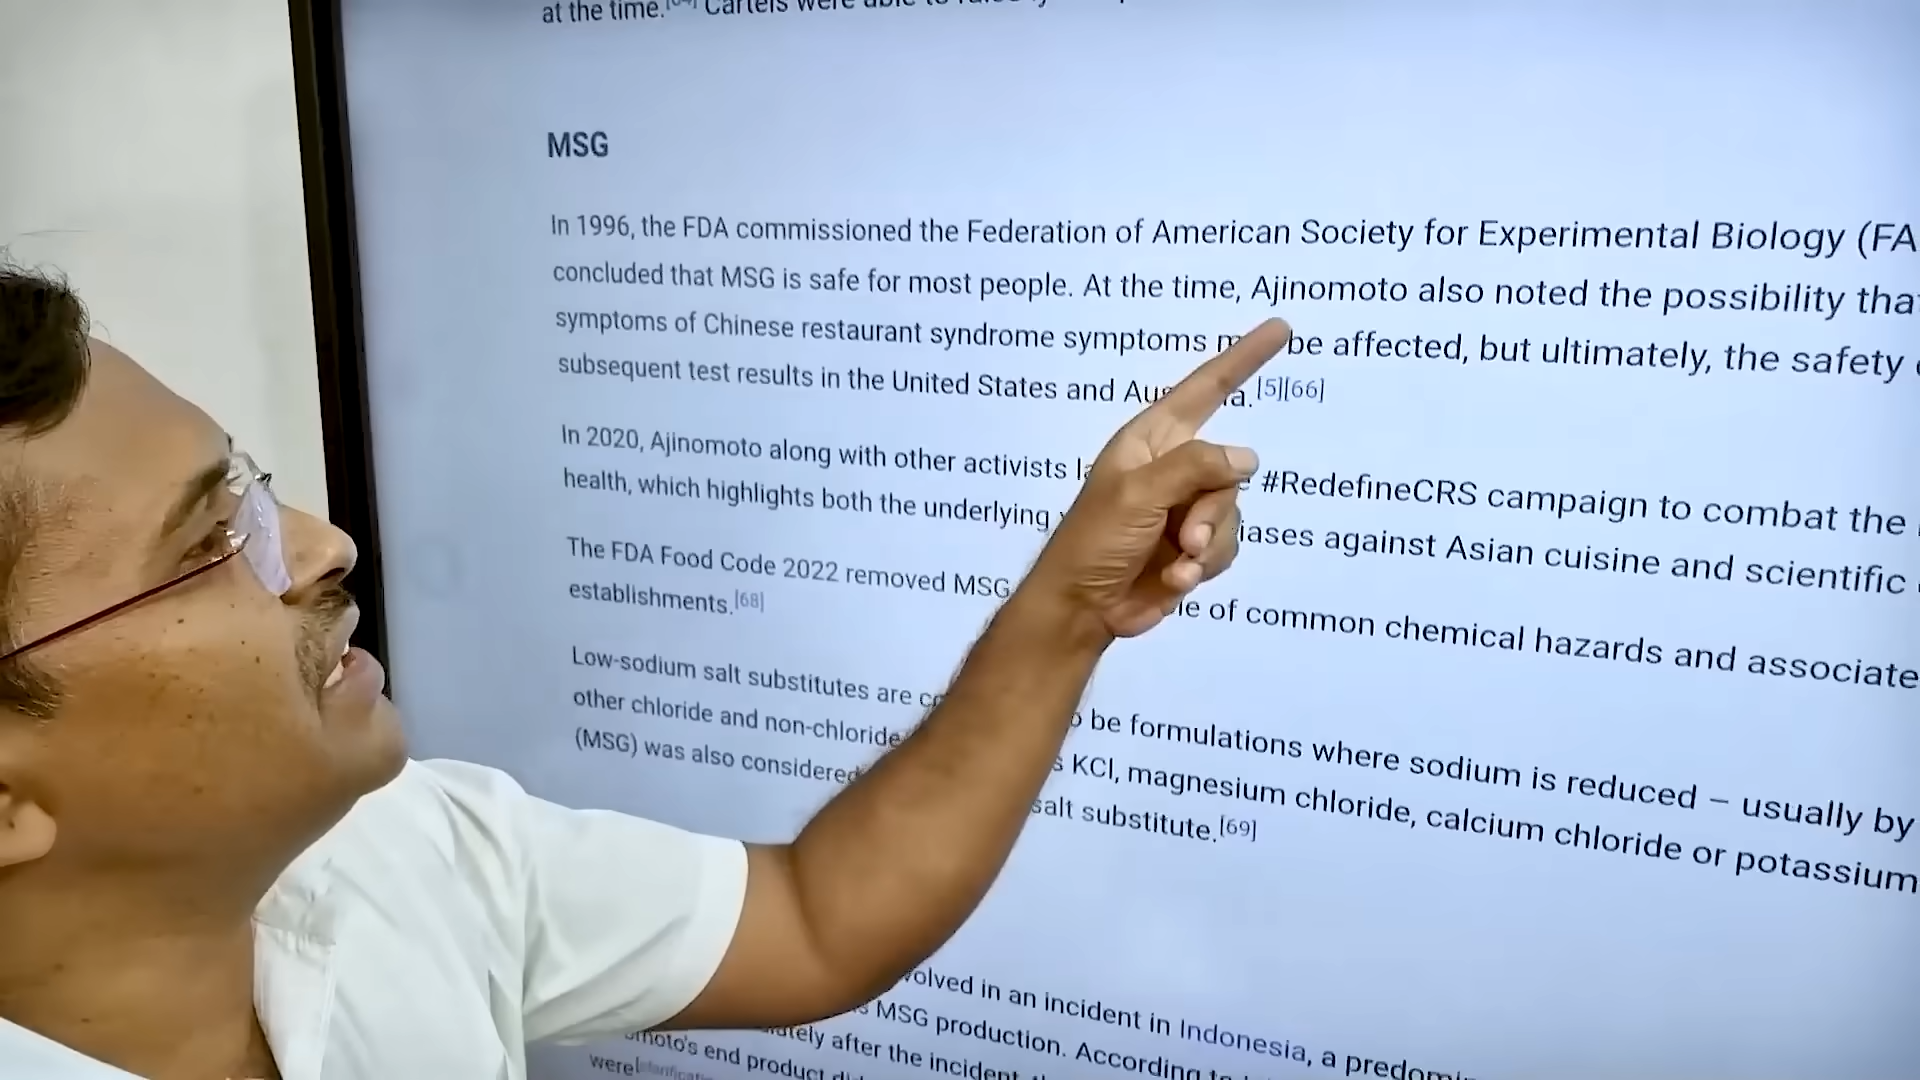 at the time. Cartels were able to
MSG
In 1996, the FDA commissioned the Federation of American Society for Experimental Biology (FA
concluded that MSG is safe for most people. At the time, Ajinomoto also noted the possibility tha
symptoms of Chinese restaurant syndrome symptoms be affected, but ultimately, the safety
subsequent test results in the United States and Au a.[5][66]
In 2020, Ajinomoto along with other activists #RedefineCRS campaign to combat the
health, which highlights both the underlying iases against Asian cuisine and scientific
The FDA Food Code 2022 removed MSG le of common chemical hazards and associate
establishments.[68]
Low-sodium salt substitutes are be formulations where sodium is reduced – usually by
other chloride and non-chloride KCl, magnesium chloride, calcium chloride or potassium
(MSG) was also considered salt substitute.[69]
volved in an incident in Indonesia, a predomi
MSG production. According to
ately after the incident
moto's end product
were